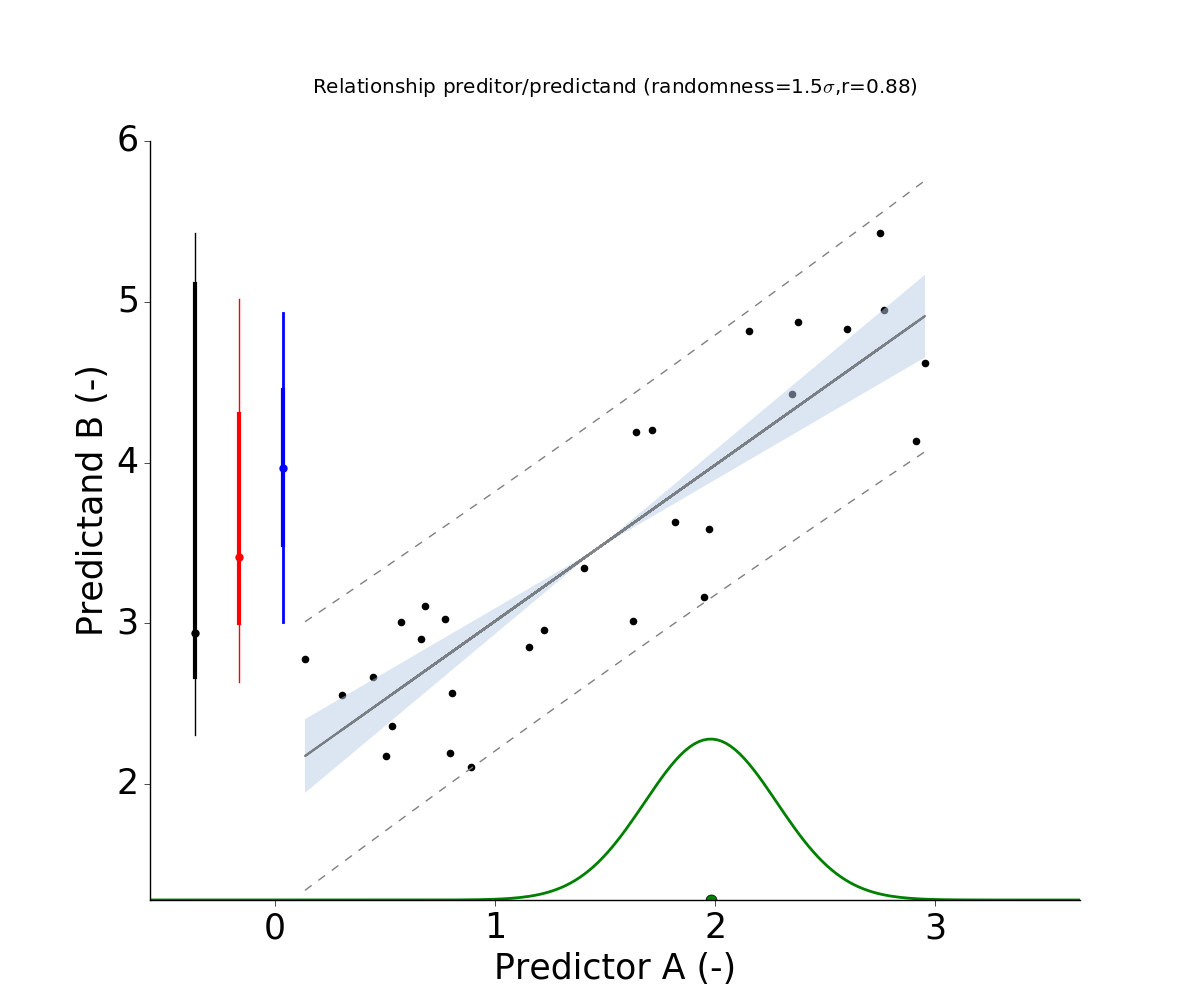 Relationship preditor/predictand (randomness=1.5σ,r=0.88)
6
5
4
3
2
Predictand B (-)
0 1 2 3
Predictor A (-)